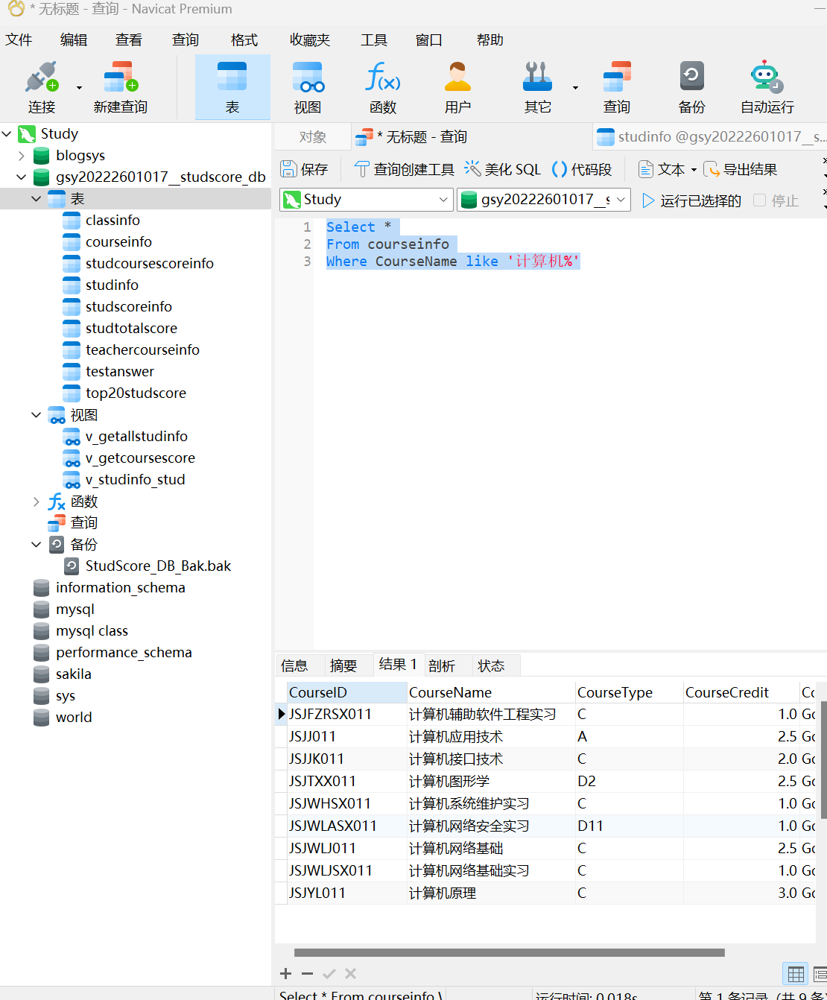 * 无标题 - 查询 - Navicat Premium
文件 编辑 查看 查询 格式 收藏夹 工具 窗口 帮助
连接 新建查询 表 视图 函数 用户 其它 查询 备份 自动运行
Study
blogsys
gsy20222601017__studscore_db
表
classinfo
courseinfo
studcoursescoreinfo
studinfo
studscoreinfo
studtotalscore
teachercourseinfo
testanswer
top20studscore
视图
v_getallstudinfo
v_getcoursescore
v_studinfo_stud
函数
查询
备份
StudScore_DB_Bak.bak
information_schema
mysql
mysql class
performance_schema
sakila
sys
world
对象 * 无标题 - 查询 studinfo @gsy20222601017__s...
保存 查询创建工具 美化 SQL 代码段 文本 导出结果
Study gsy20222601017__s 运行已选择的 停止
1 Select *
2 From courseinfo
3 Where CourseName like '计算机%'
信息 摘要 结果 1 剖析 状态
CourseID CourseName CourseType CourseCredit Co
JSJFZRSX011 计算机辅助软件工程实习 C 1.0 Go
JSJJ011 计算机应用技术 A 2.5 Go
JSJJK011 计算机接口技术 C 2.0 Go
JSJTXX011 计算机图形学 D2 2.5 Go
JSJWHSX011 计算机系统维护实习 C 1.0 Go
JSJWLASX011 计算机网络安全实习 D11 1.0 Go
JSJWLJ011 计算机网络基础 C 2.5 Go
JSJWLJSX011 计算机网络基础实习 C 1.0 Go
JSJYL011 计算机原理 C 3.0 Go
Select * From courseinfo 运行时间: 0.018s 第 1 条记录 (共 9 条)